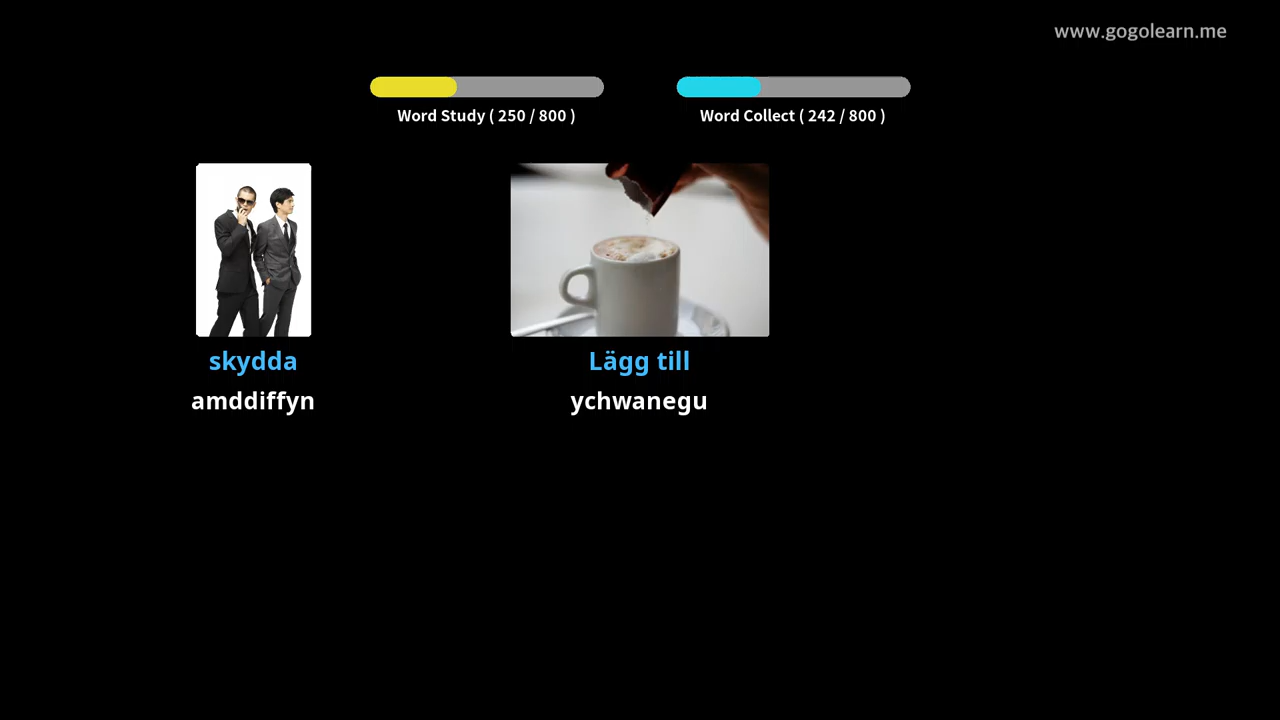 www.gogolearn.me
Word Study ( 250 / 800 )
Word Collect ( 242 / 800 )
skydda
Lägg till
amddiffyn
ychwanegu